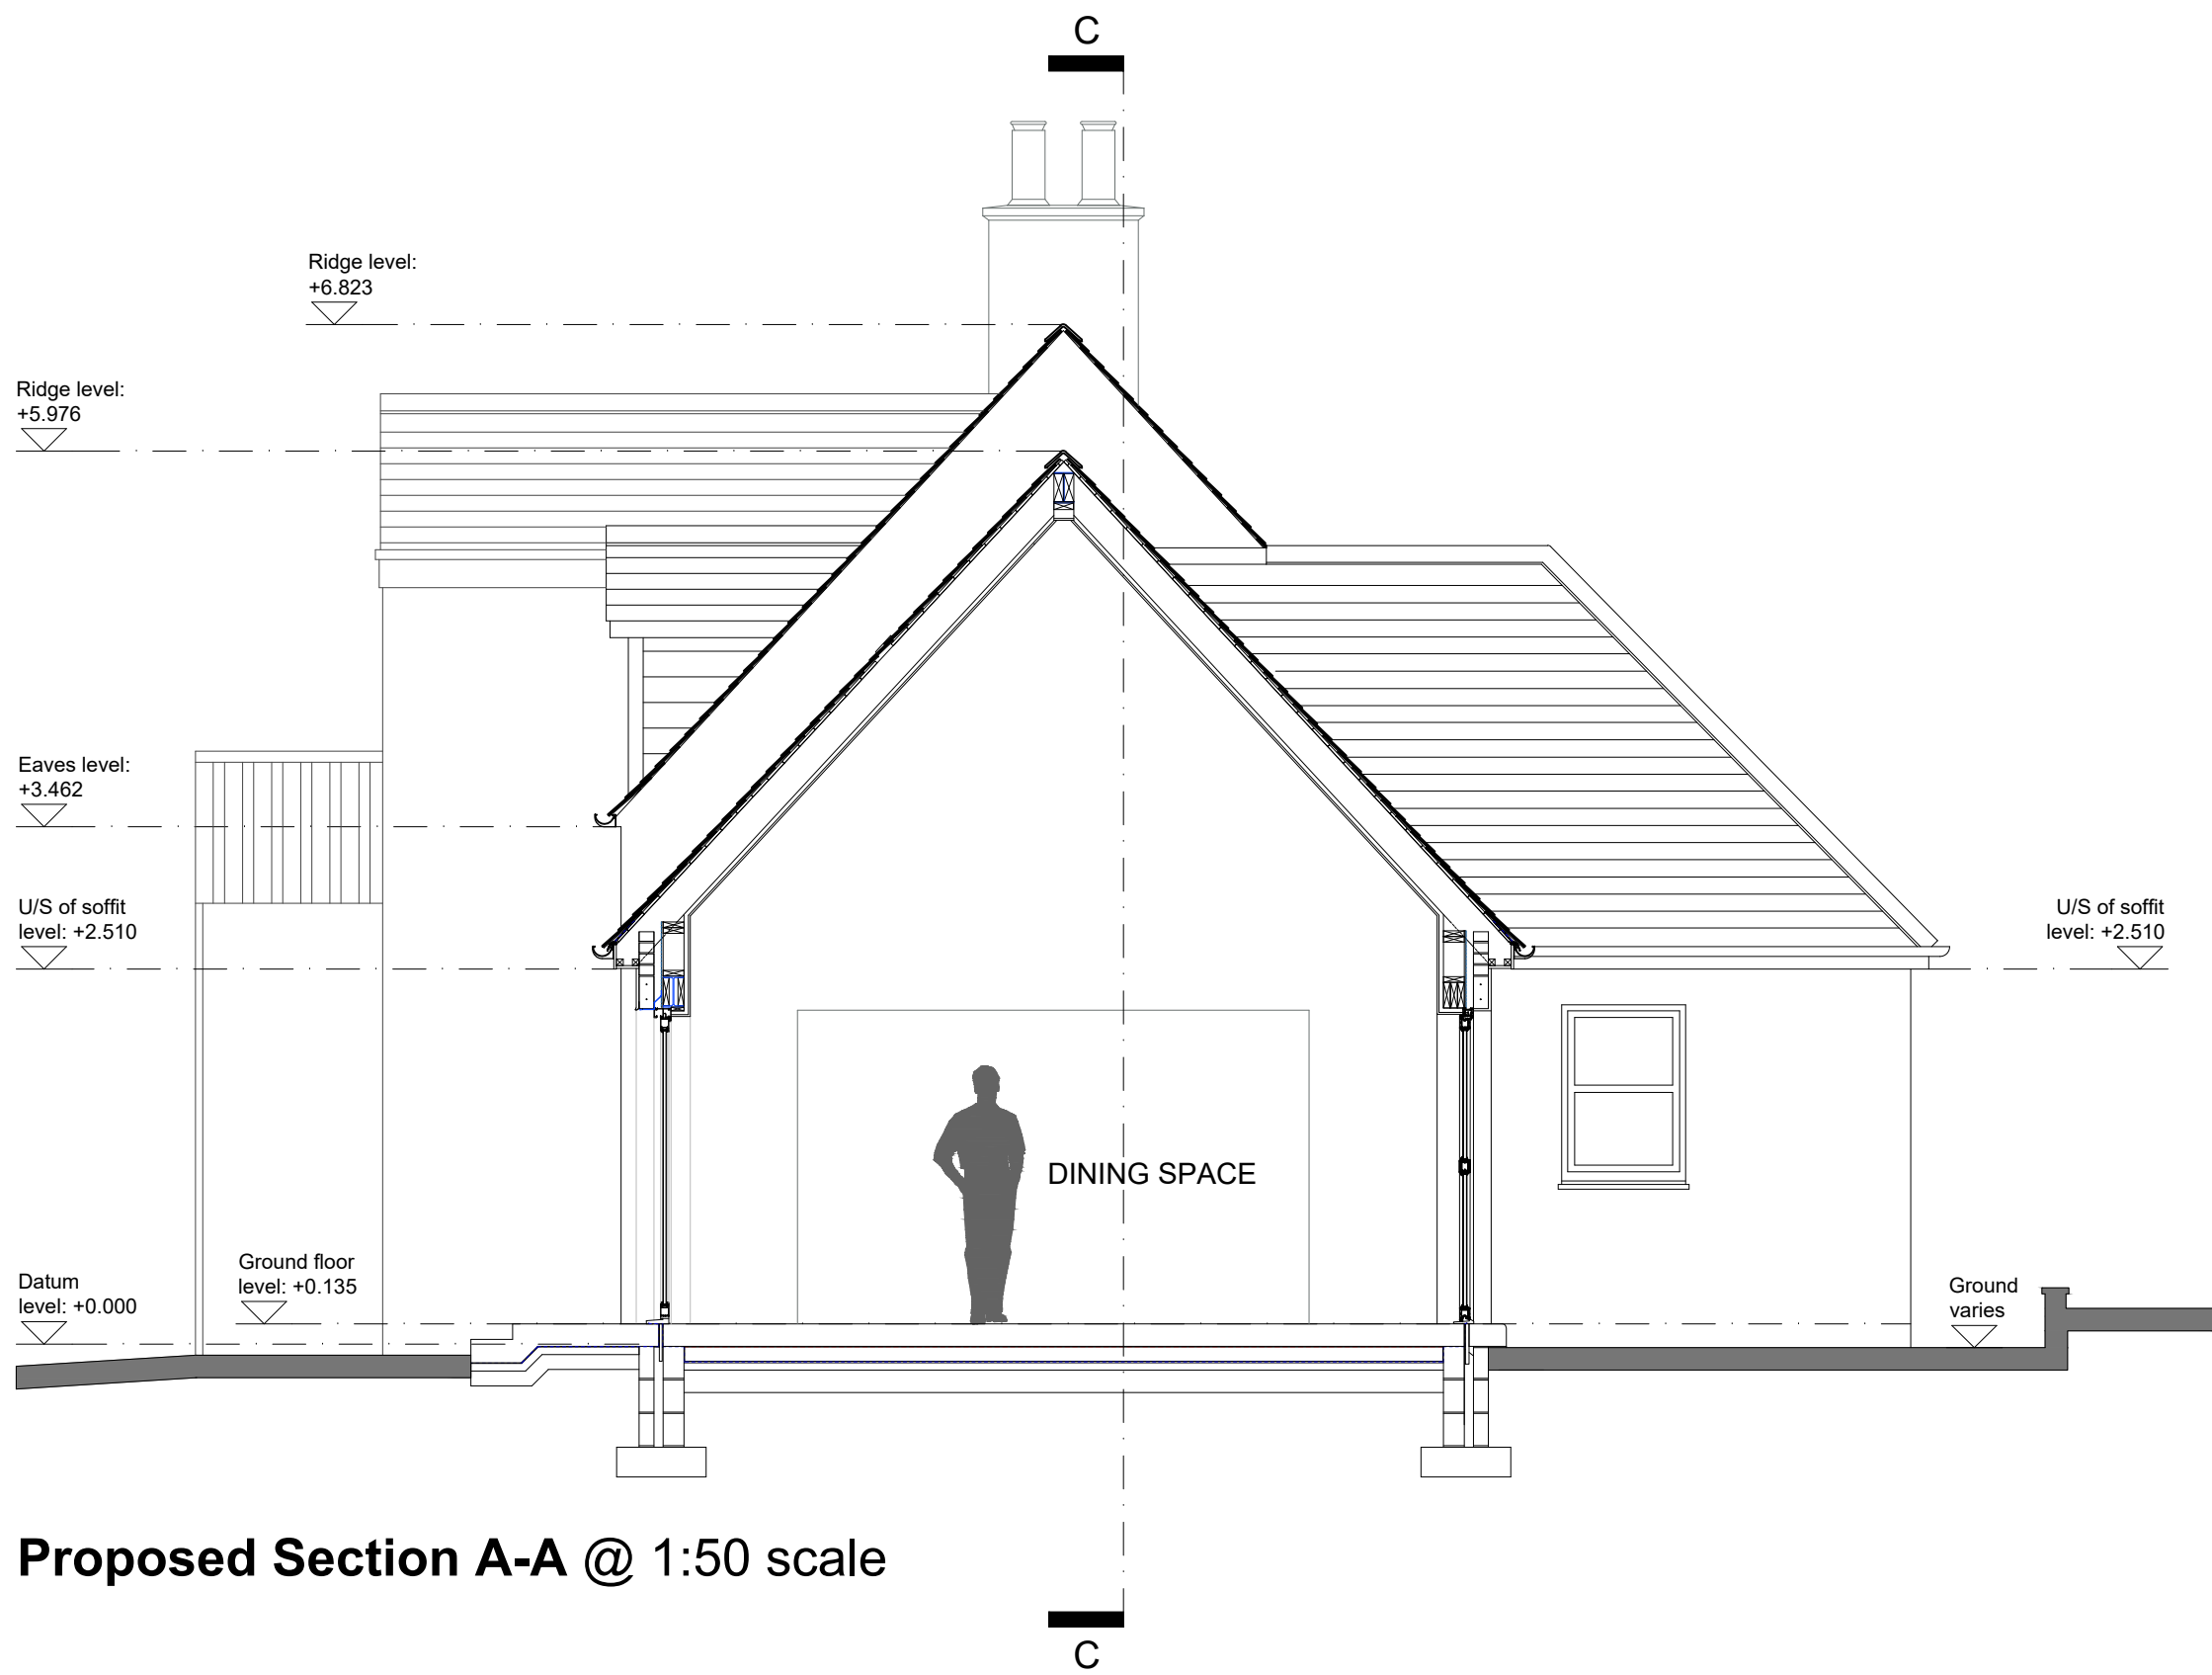 C
Ridge level:
+6.823
Ridge level:
+5.976
Eaves level:
+3.462
U/S of soffit
level: +2.510
U/S of soffit
level: +2.510
DINING SPACE
Ground floor
level: +0.135
Datum
level: +0.000
Ground
varies
Proposed Section A-A @ 1:50 scale
C